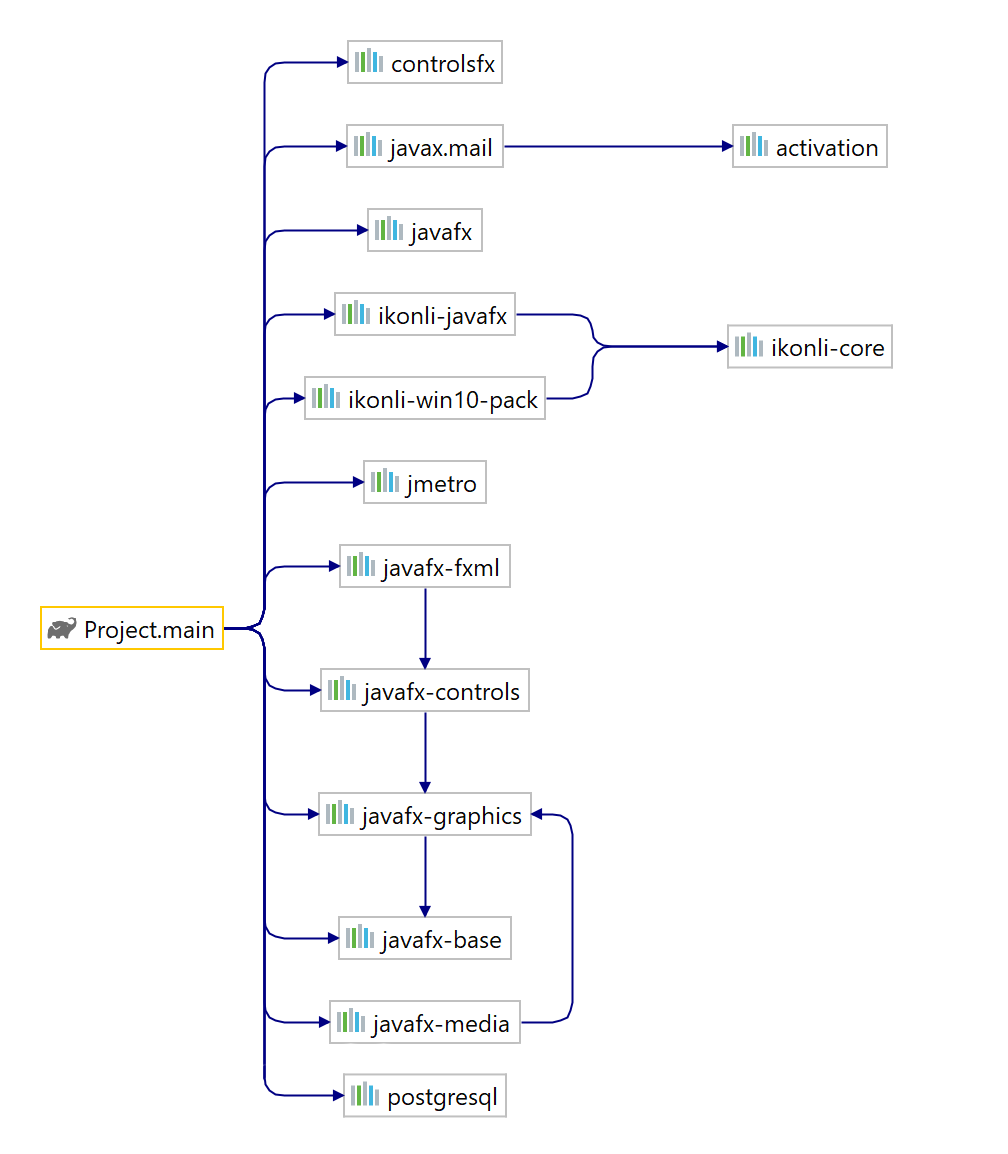 controlsfx
javax.mail
activation
javafx
ikonli-javafx
ikonli-core
ikonli-win10-pack
jmetro
javafx-fxml
Project.main
javafx-controls
javafx-graphics
javafx-base
javafx-media
postgresql